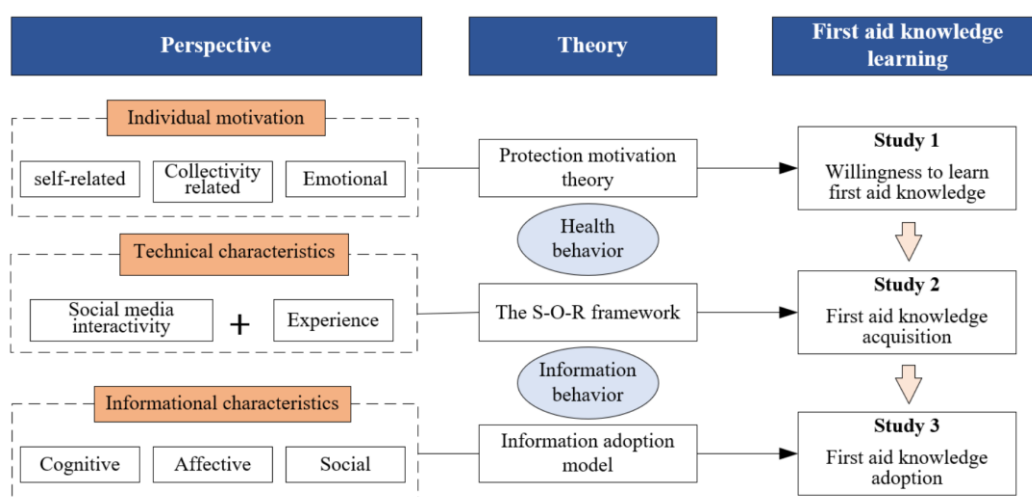 Perspective
Theory
First aid knowledge
learning
Individual motivation
self-related
Collectivity
related
Emotional
Protection motivation
theory
Study 1
Willingness to learn
first aid knowledge
Health
behavior
Technical characteristics
Social media
interactivity
+
Experience
The S-O-R framework
Study 2
First aid knowledge
acquisition
Information
behavior
Informational characteristics
Cognitive
Affective
Social
Information adoption
model
Study 3
First aid knowledge
adoption